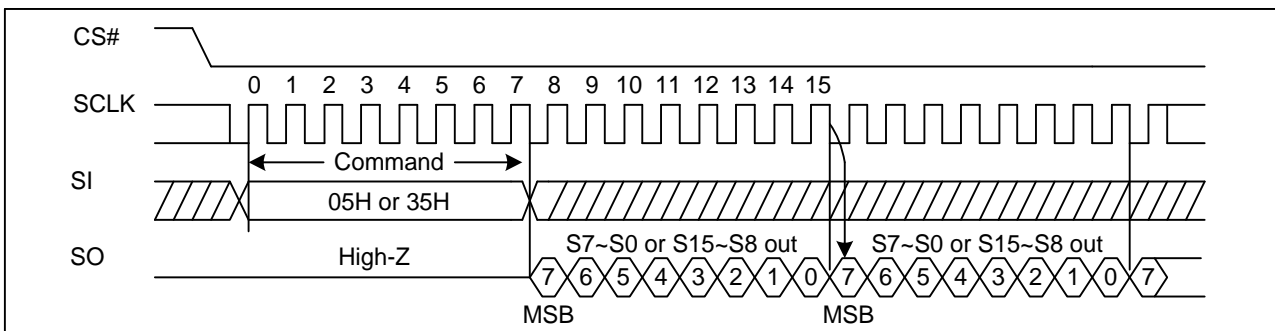 CS#
0 1 2 3 4 5 6 7 8 9 10 11 12 13 14 15
SCLK
Command
SI
05H or 35H
S7~S0 or S15~S8 out S7~S0 or S15~S8 out
SO High-Z
7 6 5 4 3 2 1 0 7 6 5 4 3 2 1 0 7
MSB MSB